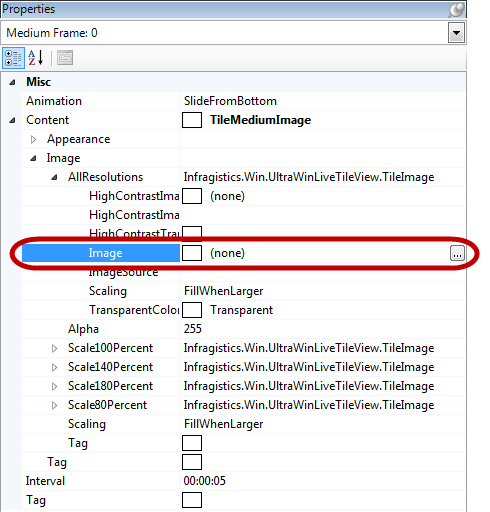 Properties
Medium Frame: 0
Misc
Animation SlideFromBottom
Content TileMediumImage
Appearance
Image
AllResolutions Infragistics.Win.UltraWinLiveTileView.TileImage
HighContrastIma (none)
HighContrastIma
HighContrastTra
Image (none) ...
ImageSource
Scaling FillWhenLarger
TransparentColo Transparent
Alpha 255
Scale100Percent Infragistics.Win.UltraWinLiveTileView.TileImage
Scale140Percent Infragistics.Win.UltraWinLiveTileView.TileImage
Scale180Percent Infragistics.Win.UltraWinLiveTileView.TileImage
Scale80Percent Infragistics.Win.UltraWinLiveTileView.TileImage
Scaling FillWhenLarger
Tag
Tag
Interval 00:00:05
Tag